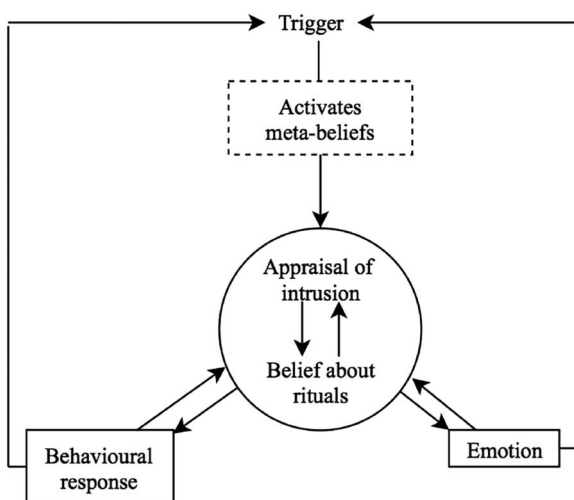 Trigger
Activates
meta-beliefs
Appraisal of
intrusion
Belief about
rituals
Behavioural
response
Emotion